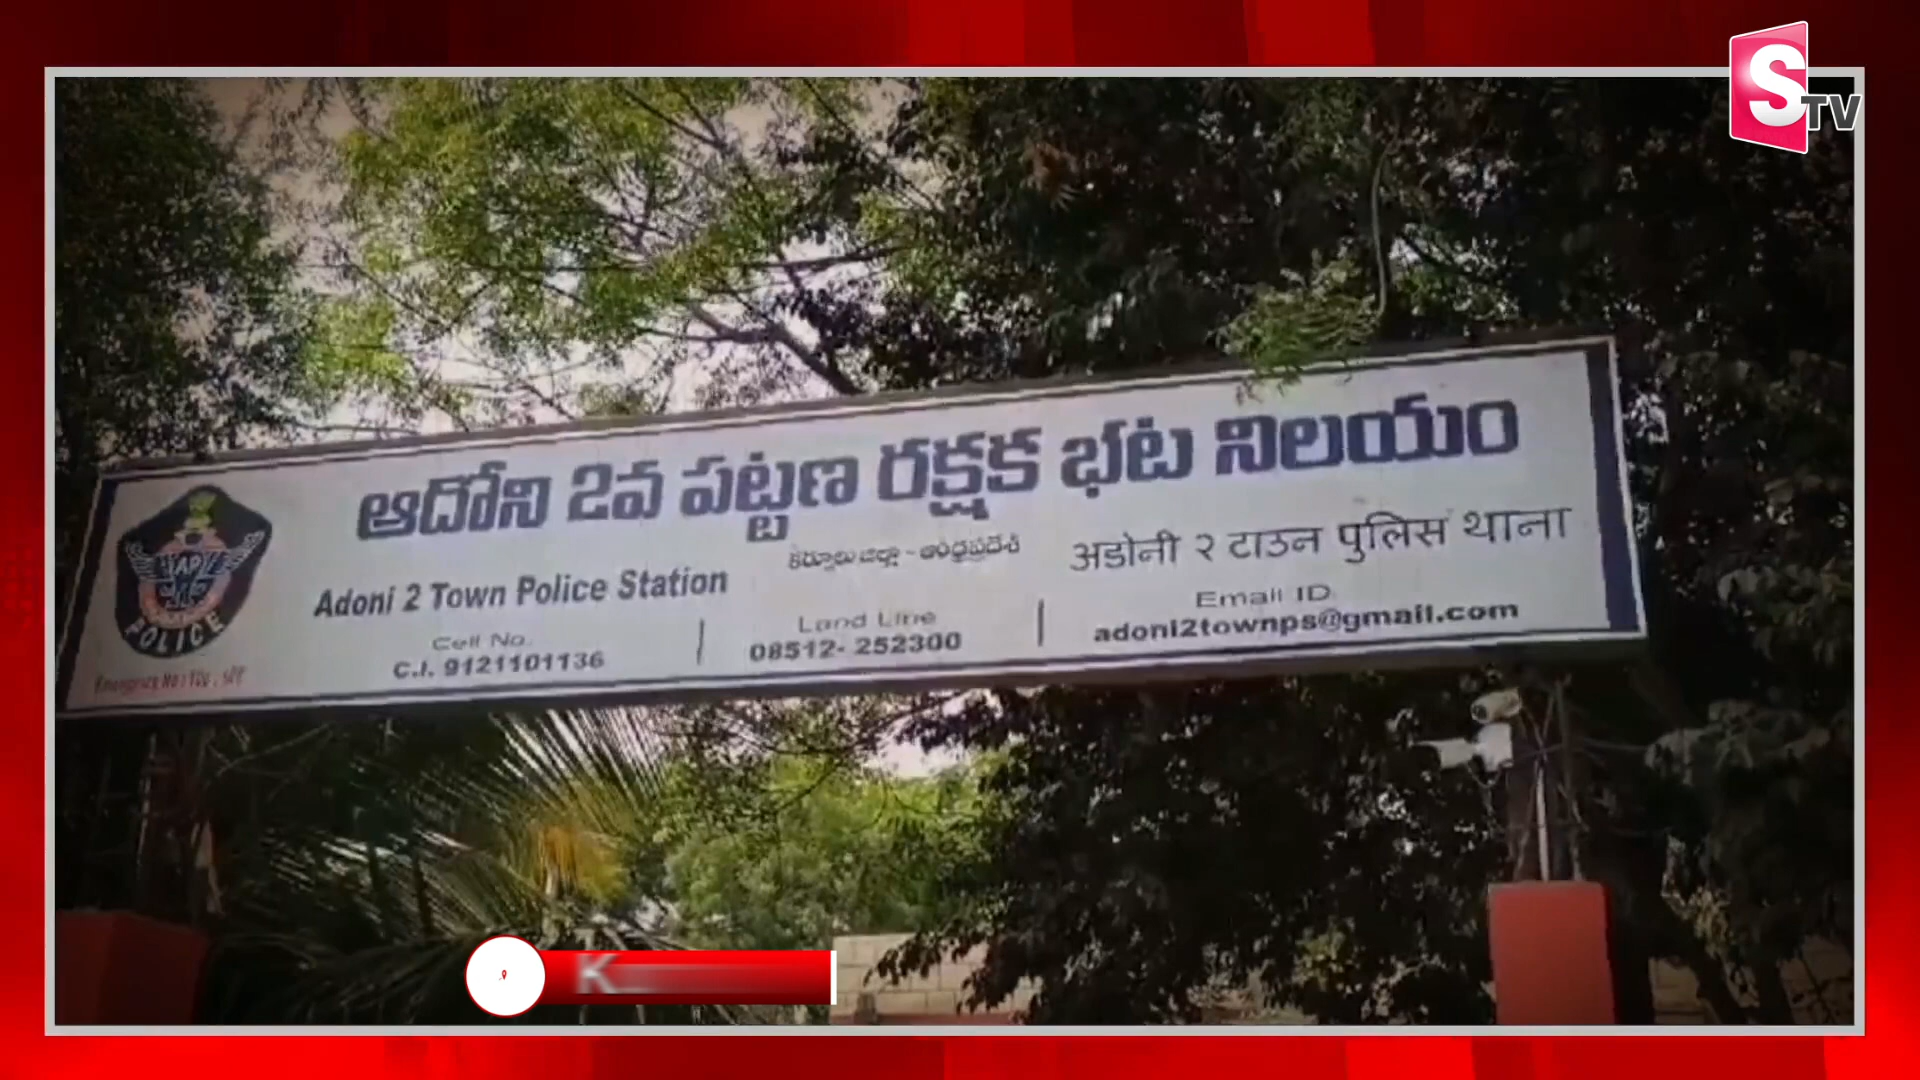 S TV
ఆదోని 2వ పట్టణ రక్షక భట నిలయం
కర్నూలు జిల్లా - ఆంధ్రప్రదేశ్
Adoni 2 Town Police Station
अडोनी २ टाउन पुलिस थाना
Cell No.
C.I. 9121101136
Land Line
08512- 252300
Email ID
adoni2townps@gmail.com
AP
POLICE
K